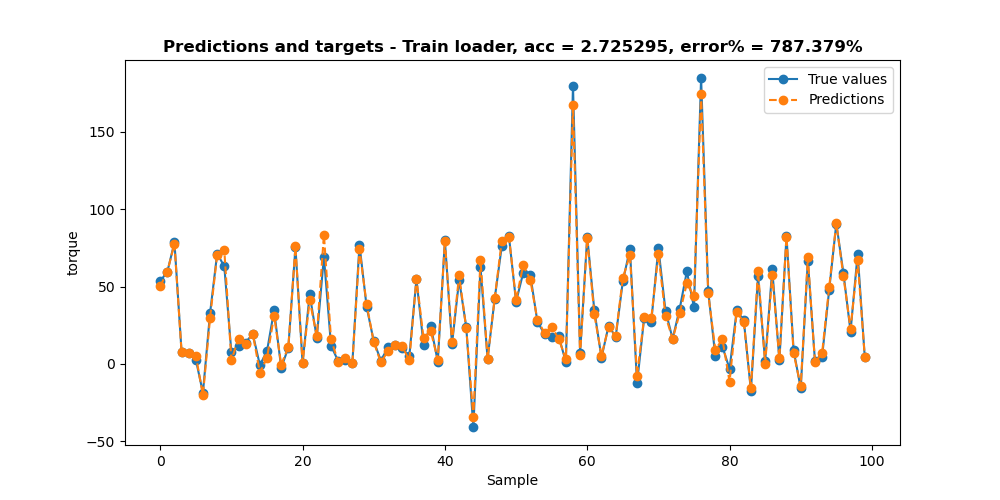 Predictions and targets - Train loader, acc = 2.725295, error% = 787.379%
True values
Predictions
torque
150
100
50
0
−50
0 20 40 60 80 100
Sample